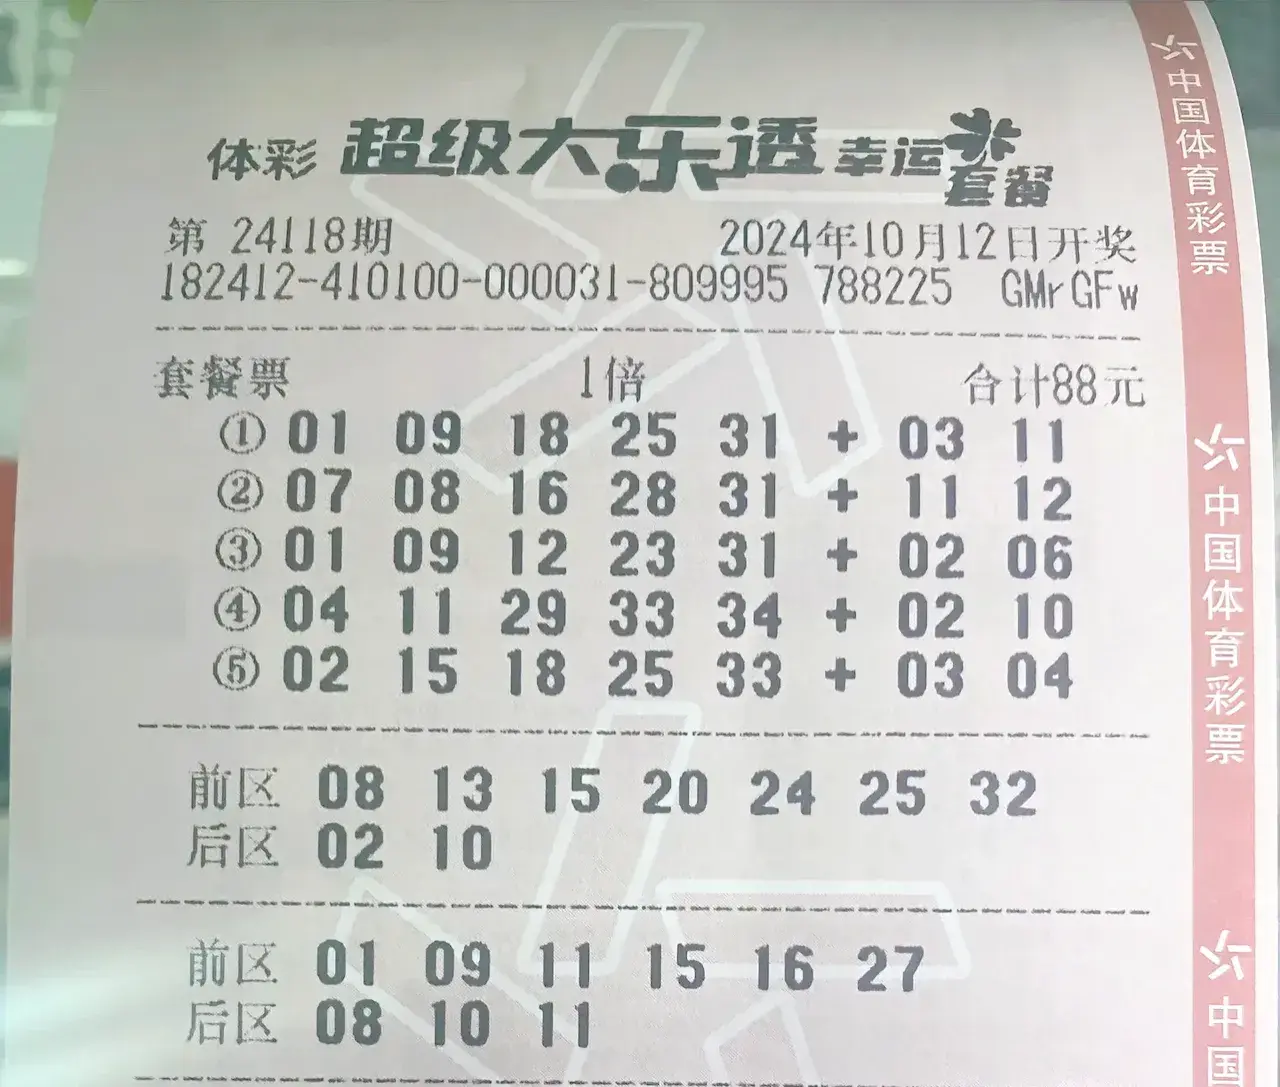 体彩 超级大乐透 幸运套餐
第 24118期 2024年10月12日开奖
182412-410100-000031-809995 788225 GMrGFw
套餐票 1倍 合计88元
① 01 09 18 25 31 + 03 11
② 07 08 16 28 31 + 11 12
③ 01 09 12 23 31 + 02 06
④ 04 11 29 33 34 + 02 10
⑤ 02 15 18 25 33 + 03 04
前区 08 13 15 20 24 25 32
后区 02 10
前区 01 09 11 15 16 27
后区 08 10 11
中国体育彩票
中国体育彩票
中国